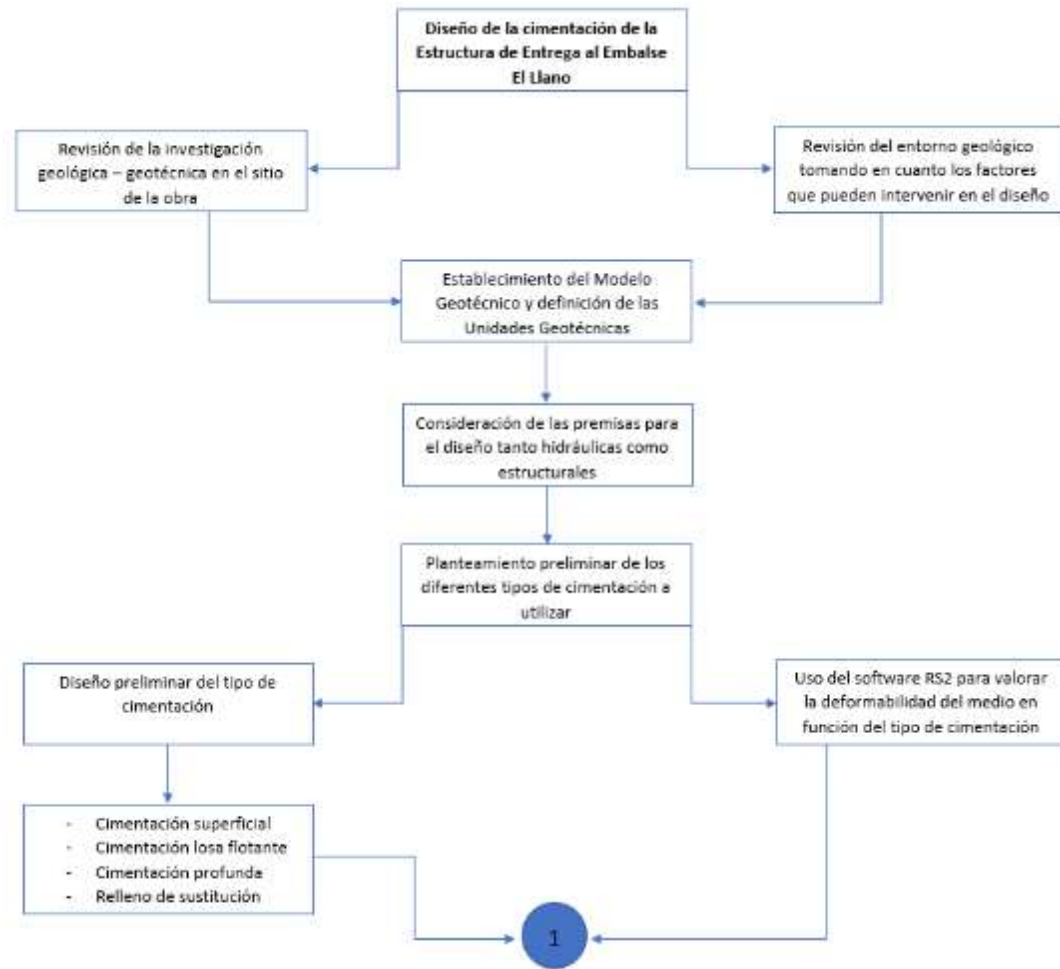 Diseño de la cimentación de la
Estructura de Entrega al Embalse
El Llano
Revisión de la investigación
geológica – geotécnica en el sitio
de la obra
Revisión del entorno geológico
tomando en cuanto los factores
que pueden intervenir en el diseño
Establecimiento del Modelo
Geotécnico y definición de las
Unidades Geotécnicas
Consideración de las premisas para
el diseño tanto hidráulicas como
estructurales
Planteamiento preliminar de los
diferentes tipos de cimentación a
utilizar
Diseño preliminar del tipo de
cimentación
Uso del software RS2 para valorar
la deformabilidad del medio en
función del tipo de cimentación
- Cimentación superficial
- Cimentación losa flotante
- Cimentación profunda
- Relleno de sustitución
1